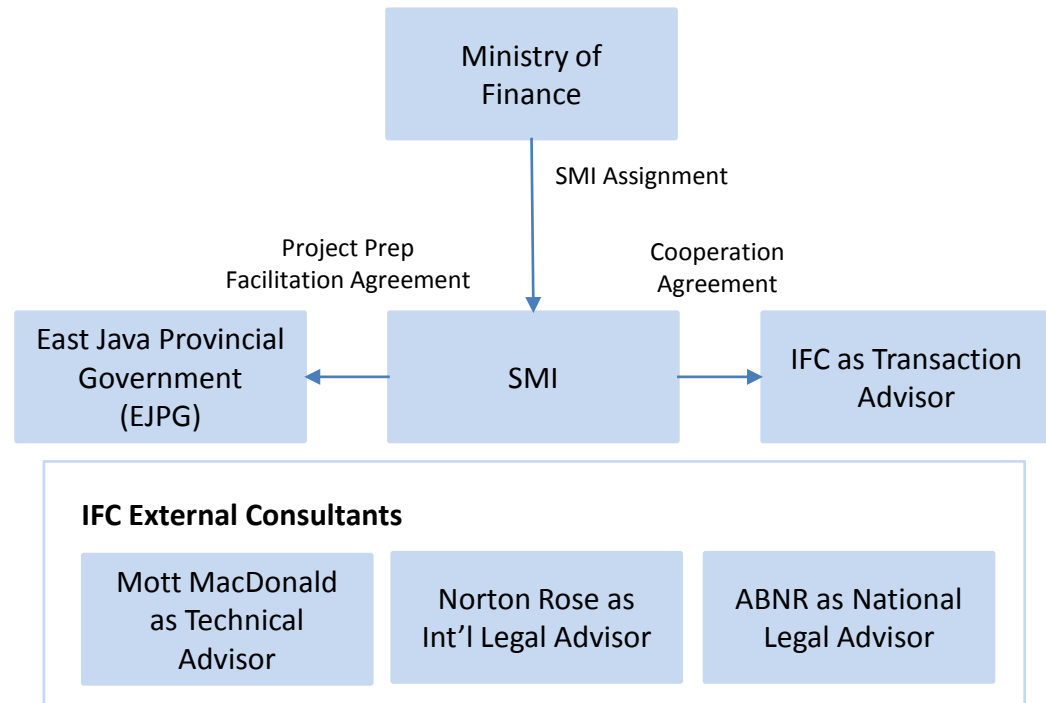 Ministry of
Finance
SMI Assignment
Project Prep
Facilitation Agreement
Cooperation
Agreement
East Java Provincial
Government
(EJPG)
SMI
IFC as Transaction
Advisor
IFC External Consultants
Mott MacDonald
as Technical
Advisor
Norton Rose as
Int’l Legal Advisor
ABNR as National
Legal Advisor